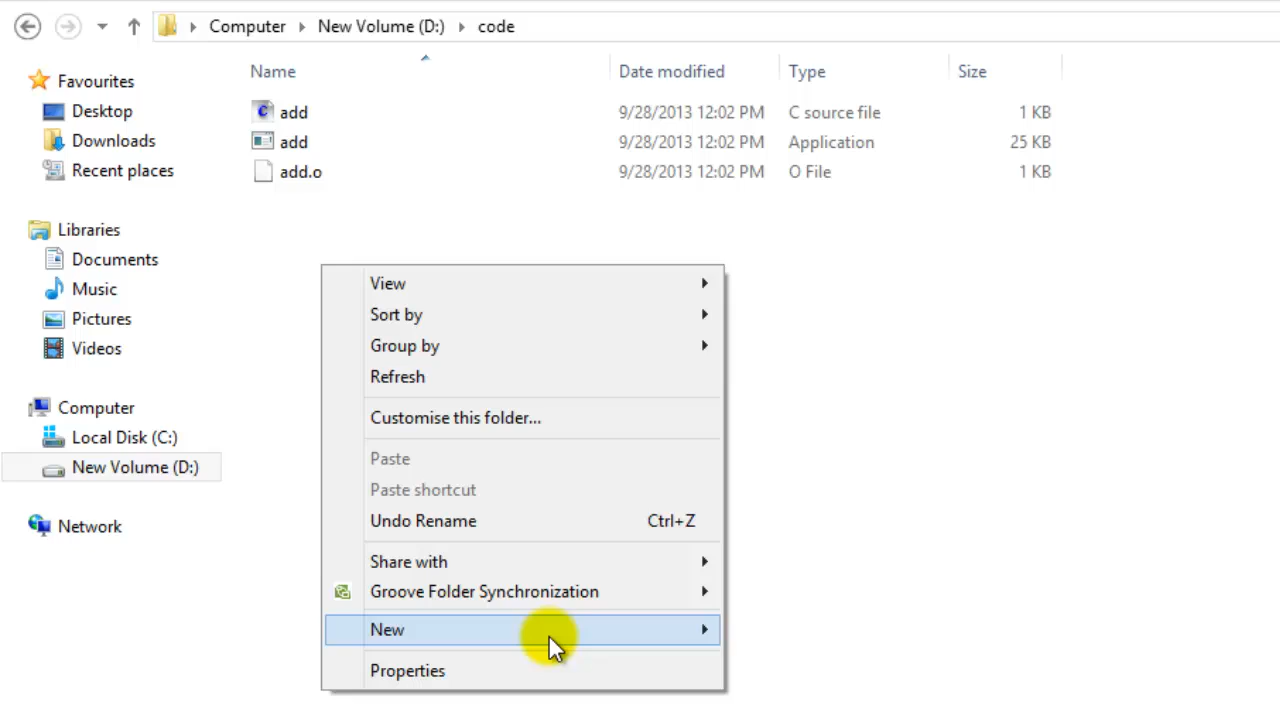 Computer New Volume (D:) code
Name Date modified Type Size
Favourites
Desktop
Downloads
Recent places
Libraries
Documents
Music
Pictures
Videos
Computer
Local Disk (C:)
New Volume (D:)
Network
add 9/28/2013 12:02 PM C source file 1 KB
add 9/28/2013 12:02 PM Application 25 KB
add.o 9/28/2013 12:02 PM O File 1 KB
View
Sort by
Group by
Refresh
Customise this folder...
Paste
Paste shortcut
Undo Rename Ctrl+Z
Share with
Groove Folder Synchronization
New
Properties